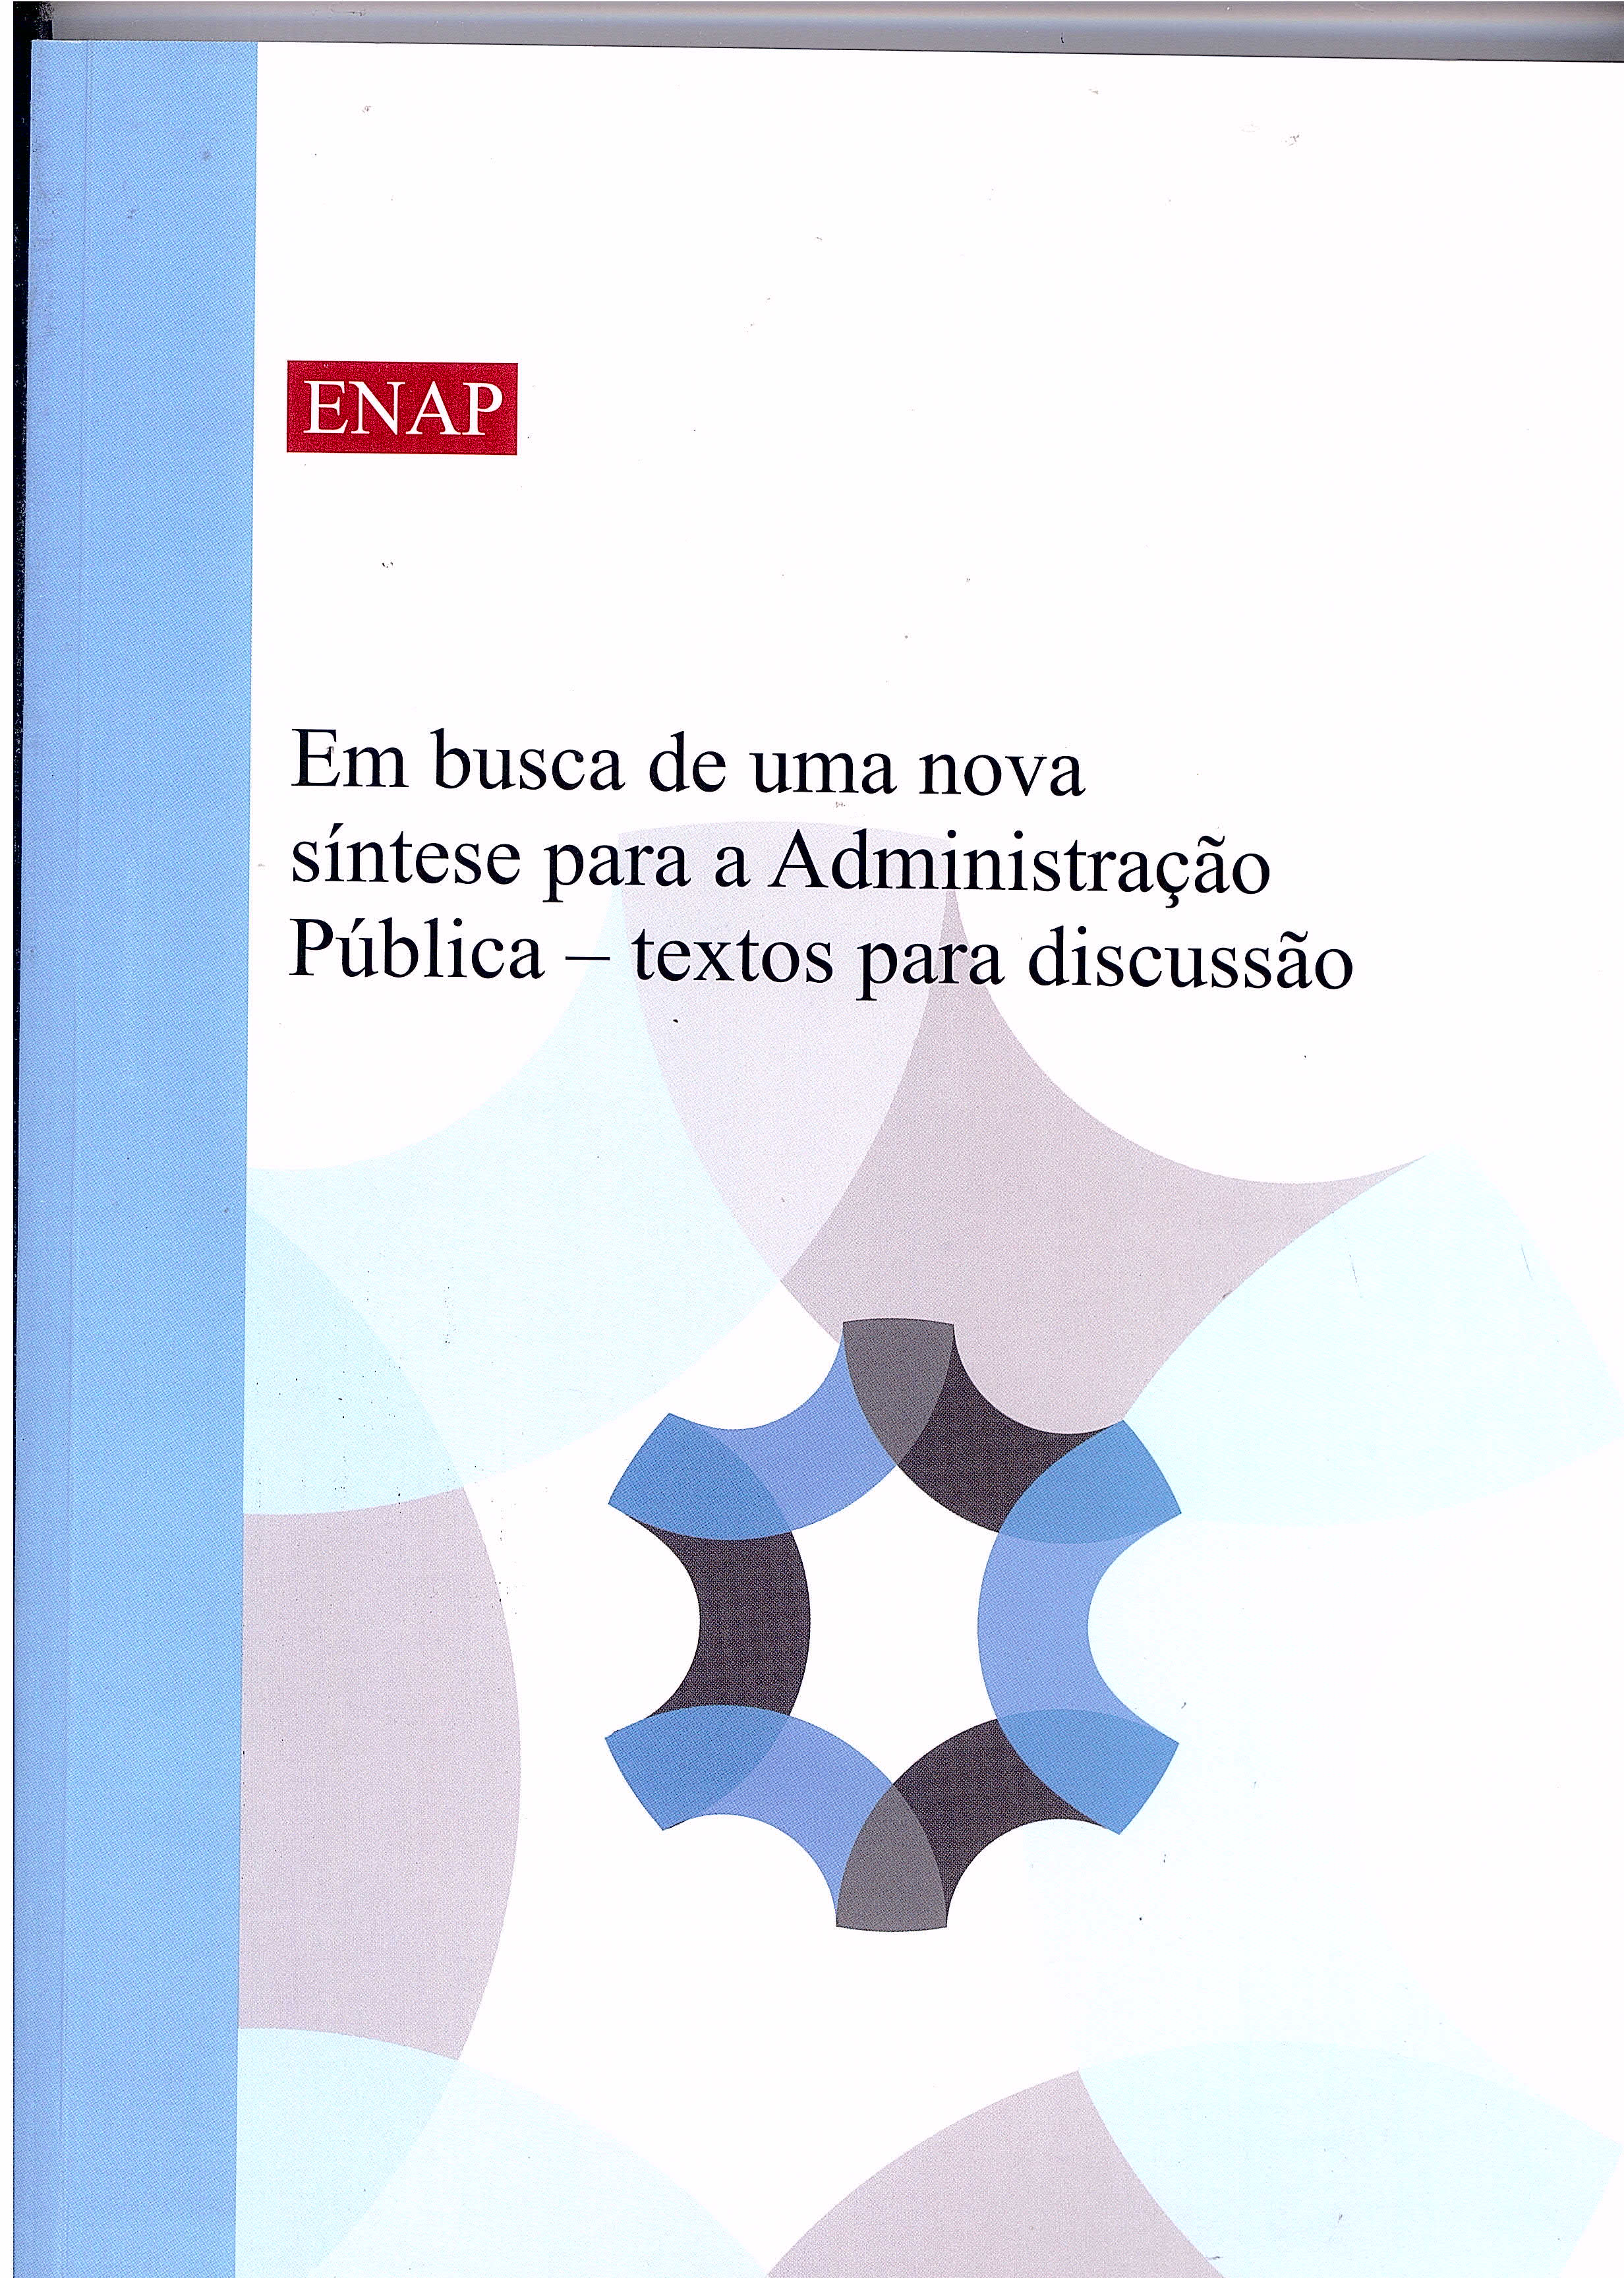 ENAP
Em busca de uma nova
síntese para a Administração
Pública – textos para discussão